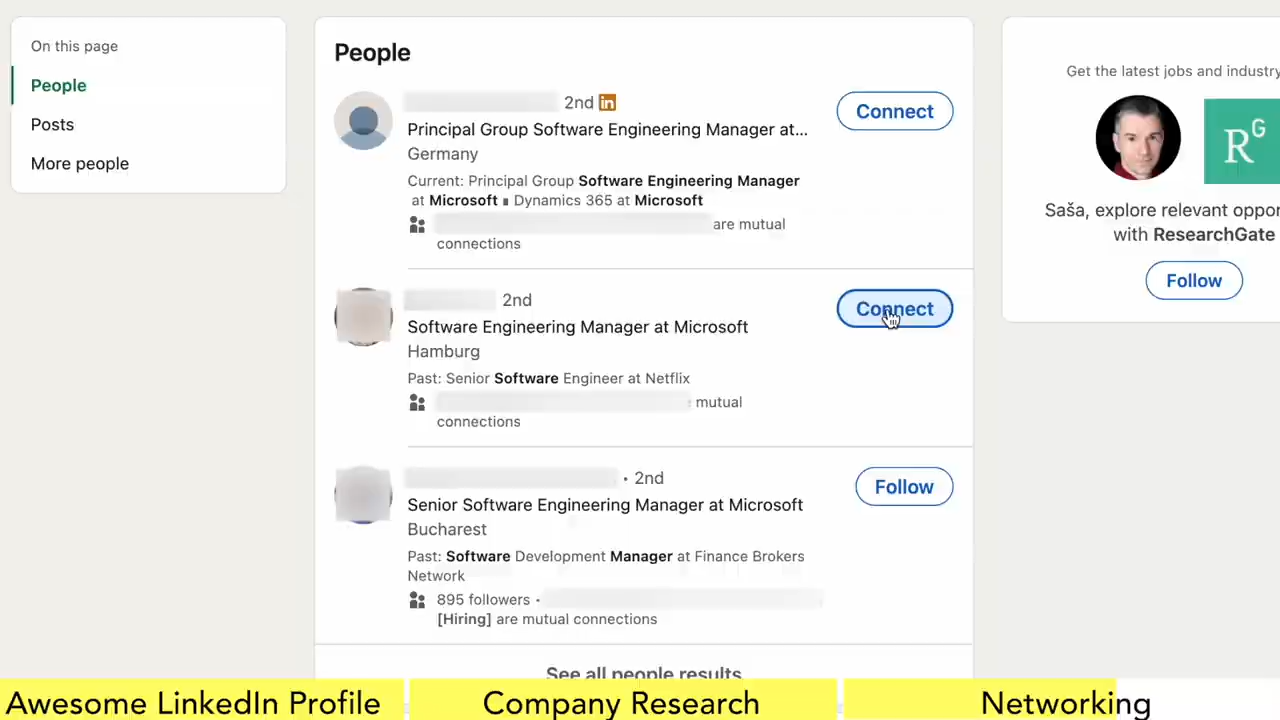 On this page
People
Posts
More people
People
2nd in
Principal Group Software Engineering Manager at...
Germany
Current: Principal Group Software Engineering Manager
at Microsoft ∎ Dynamics 365 at Microsoft
are mutual
connections
Connect
2nd
Software Engineering Manager at Microsoft
Hamburg
Past: Senior Software Engineer at Netflix
mutual
connections
Connect
• 2nd
Senior Software Engineering Manager at Microsoft
Bucharest
Past: Software Development Manager at Finance Brokers
Network
895 followers •
[Hiring] are mutual connections
Follow
See all people results
Get the latest jobs and industry
RG
Saša, explore relevant oppor
with ResearchGate
Follow
Awesome LinkedIn Profile
Company Research
Networking